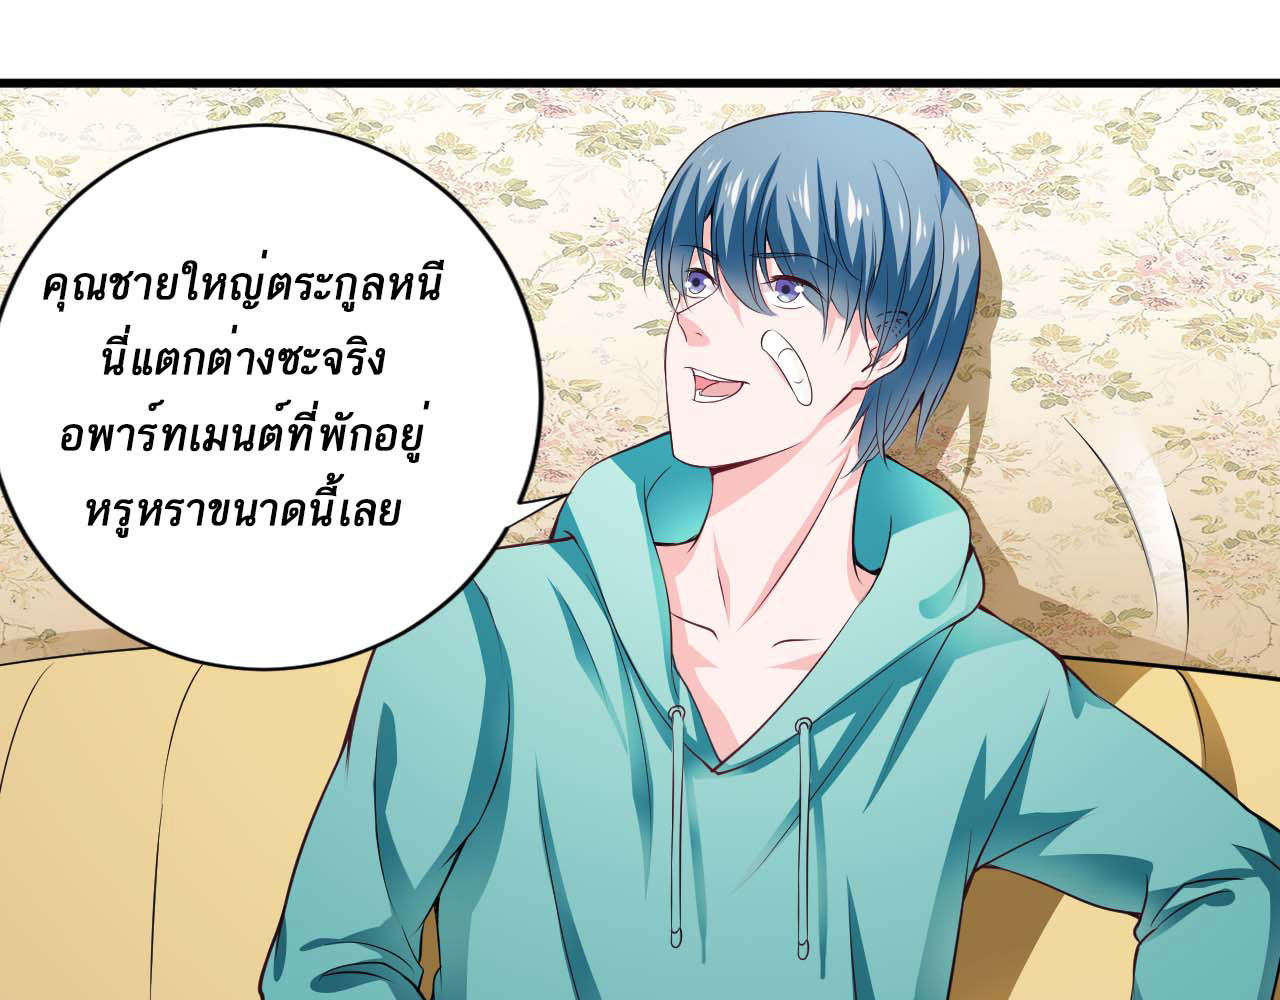 คุณชายใหญ่ตระกูลหนี
นี่แตกต่างซะจริง
อพาร์ทเมนต์ที่พักอยู่
หรูหราขนาดนี้เลย